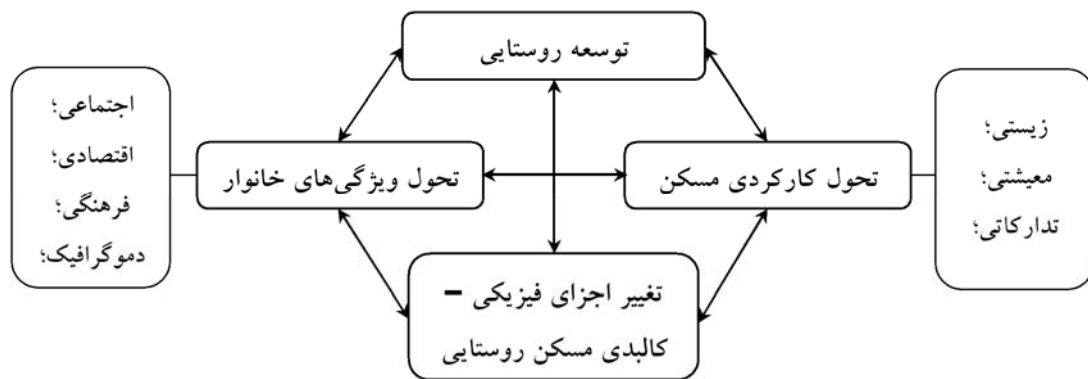 توسعه روستایی
زیستی؛
معیشتی؛
تدارکاتی؛
تحول کارکردی مسکن
تحول ویژگی‌های خانوار
اجتماعی؛
اقتصادی؛
فرهنگی؛
دموگرافیک؛
تغییر اجزای فیزیکی –
کالبدی مسکن روستایی